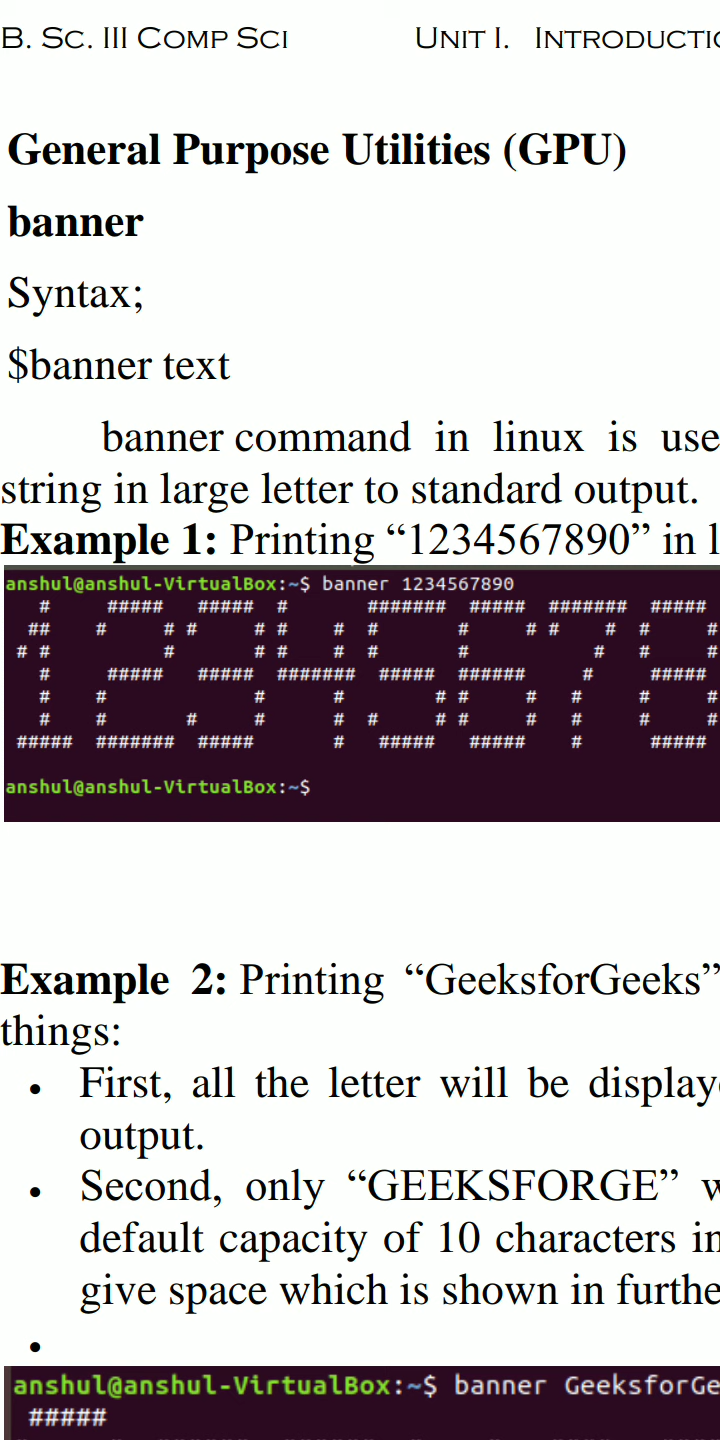 B. Sc. III Comp Sci Unit I. Introductio
General Purpose Utilities (GPU)
banner
Syntax;
$banner text
banner command in linux is use
string in large letter to standard output.
Example 1: Printing “1234567890” in l
anshul@anshul-VirtualBox:~$ banner 1234567890
anshul@anshul-VirtualBox:~$
Example 2: Printing “GeeksforGeeks”
things:
• First, all the letter will be display
output.
• Second, only “GEEKSFORGE” w
default capacity of 10 characters in
give space which is shown in furthe
•
anshul@anshul-VirtualBox:~$ banner GeeksforGe
#####